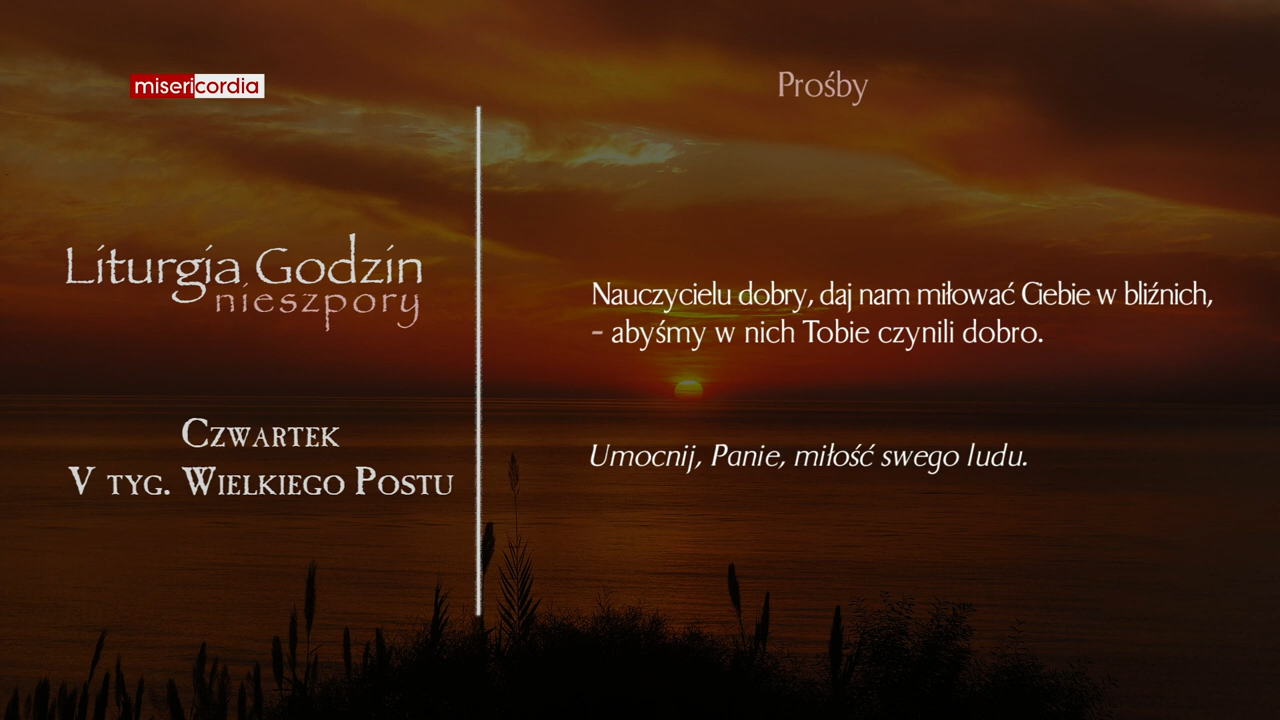 misericordia
Prośby
Liturgia Godzin
nieszpory
Nauczycielu dobry, daj nam miłować Ciebie w bliźnich,
- abyśmy w nich Tobie czynili dobro.
Czwartek
V tyg. Wielkiego Postu
Umocnij, Panie, miłość swego ludu.